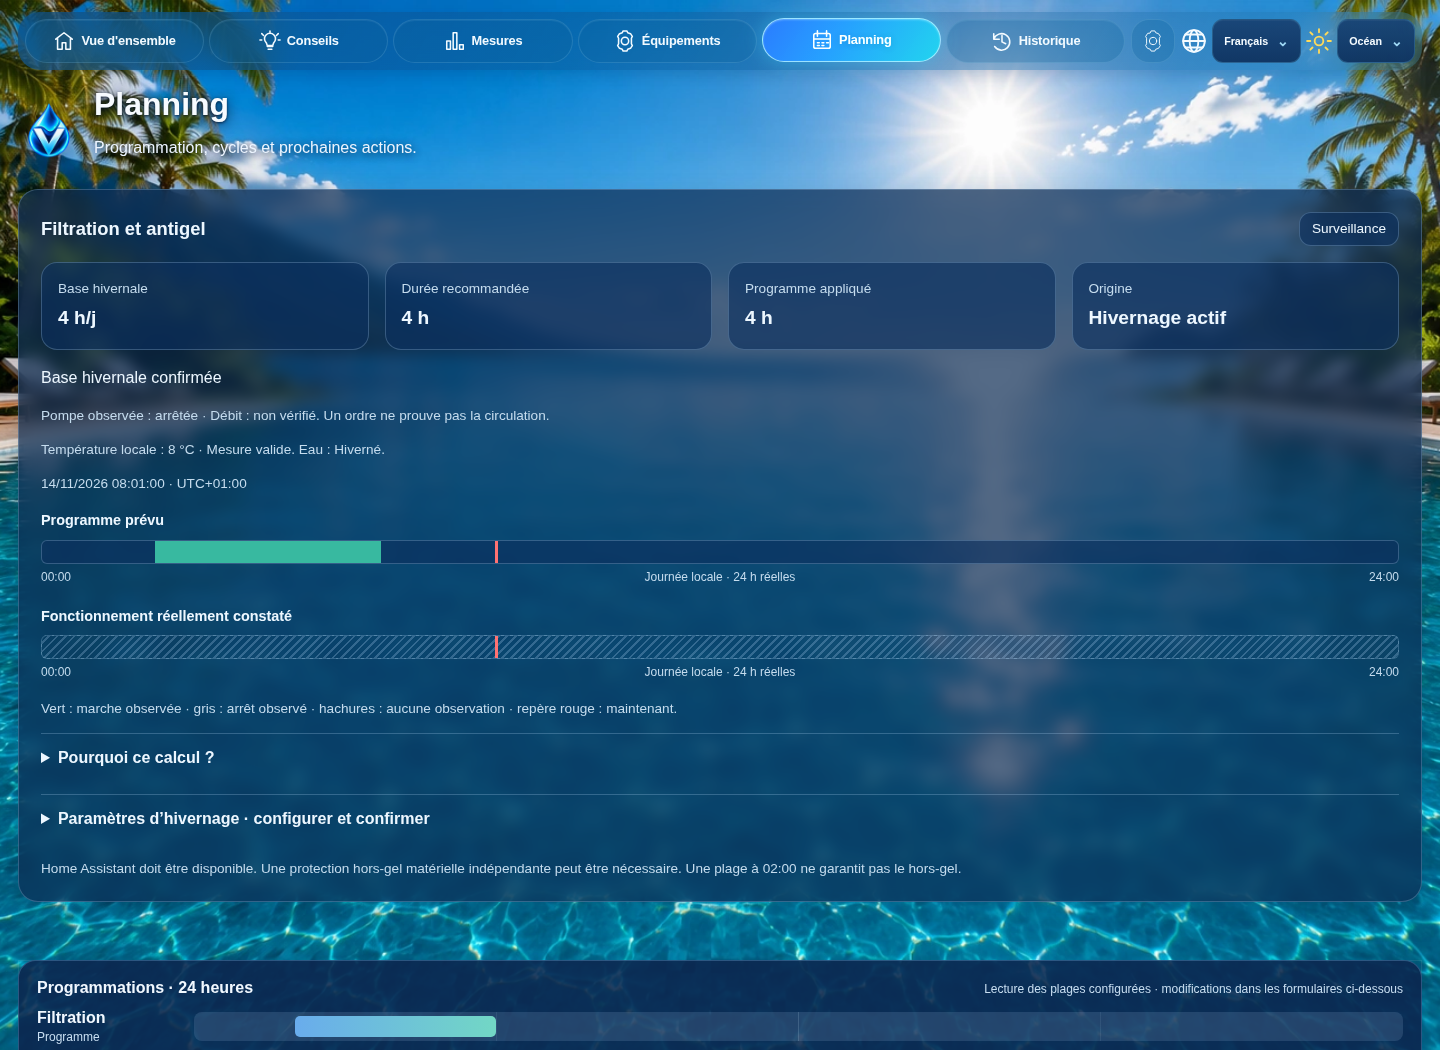 Vue d'ensemble
Conseils
Mesures
Équipements
Planning
Historique
Français
Océan
Planning
Programmation, cycles et prochaines actions.
Filtration et antigel
Surveillance
Base hivernale
4 h/j
Durée recommandée
4 h
Programme appliqué
4 h
Origine
Hivernage actif
Base hivernale confirmée
Pompe observée : arrêtée · Débit : non vérifié. Un ordre ne prouve pas la circulation.
Température locale : 8 °C · Mesure valide. Eau : Hiverné.
14/11/2026 08:01:00 · UTC+01:00
Programme prévu
00:00
Journée locale · 24 h réelles
24:00
Fonctionnement réellement constaté
00:00
Journée locale · 24 h réelles
24:00
Vert : marche observée · gris : arrêt observé · hachures : aucune observation · repère rouge : maintenant.
Pourquoi ce calcul ?
Paramètres d’hivernage · configurer et confirmer
Home Assistant doit être disponible. Une protection hors-gel matérielle indépendante peut être nécessaire. Une plage à 02:00 ne garantit pas le hors-gel.
Programmations · 24 heures
Lecture des plages configurées · modifications dans les formulaires ci-dessous
Filtration
Programme